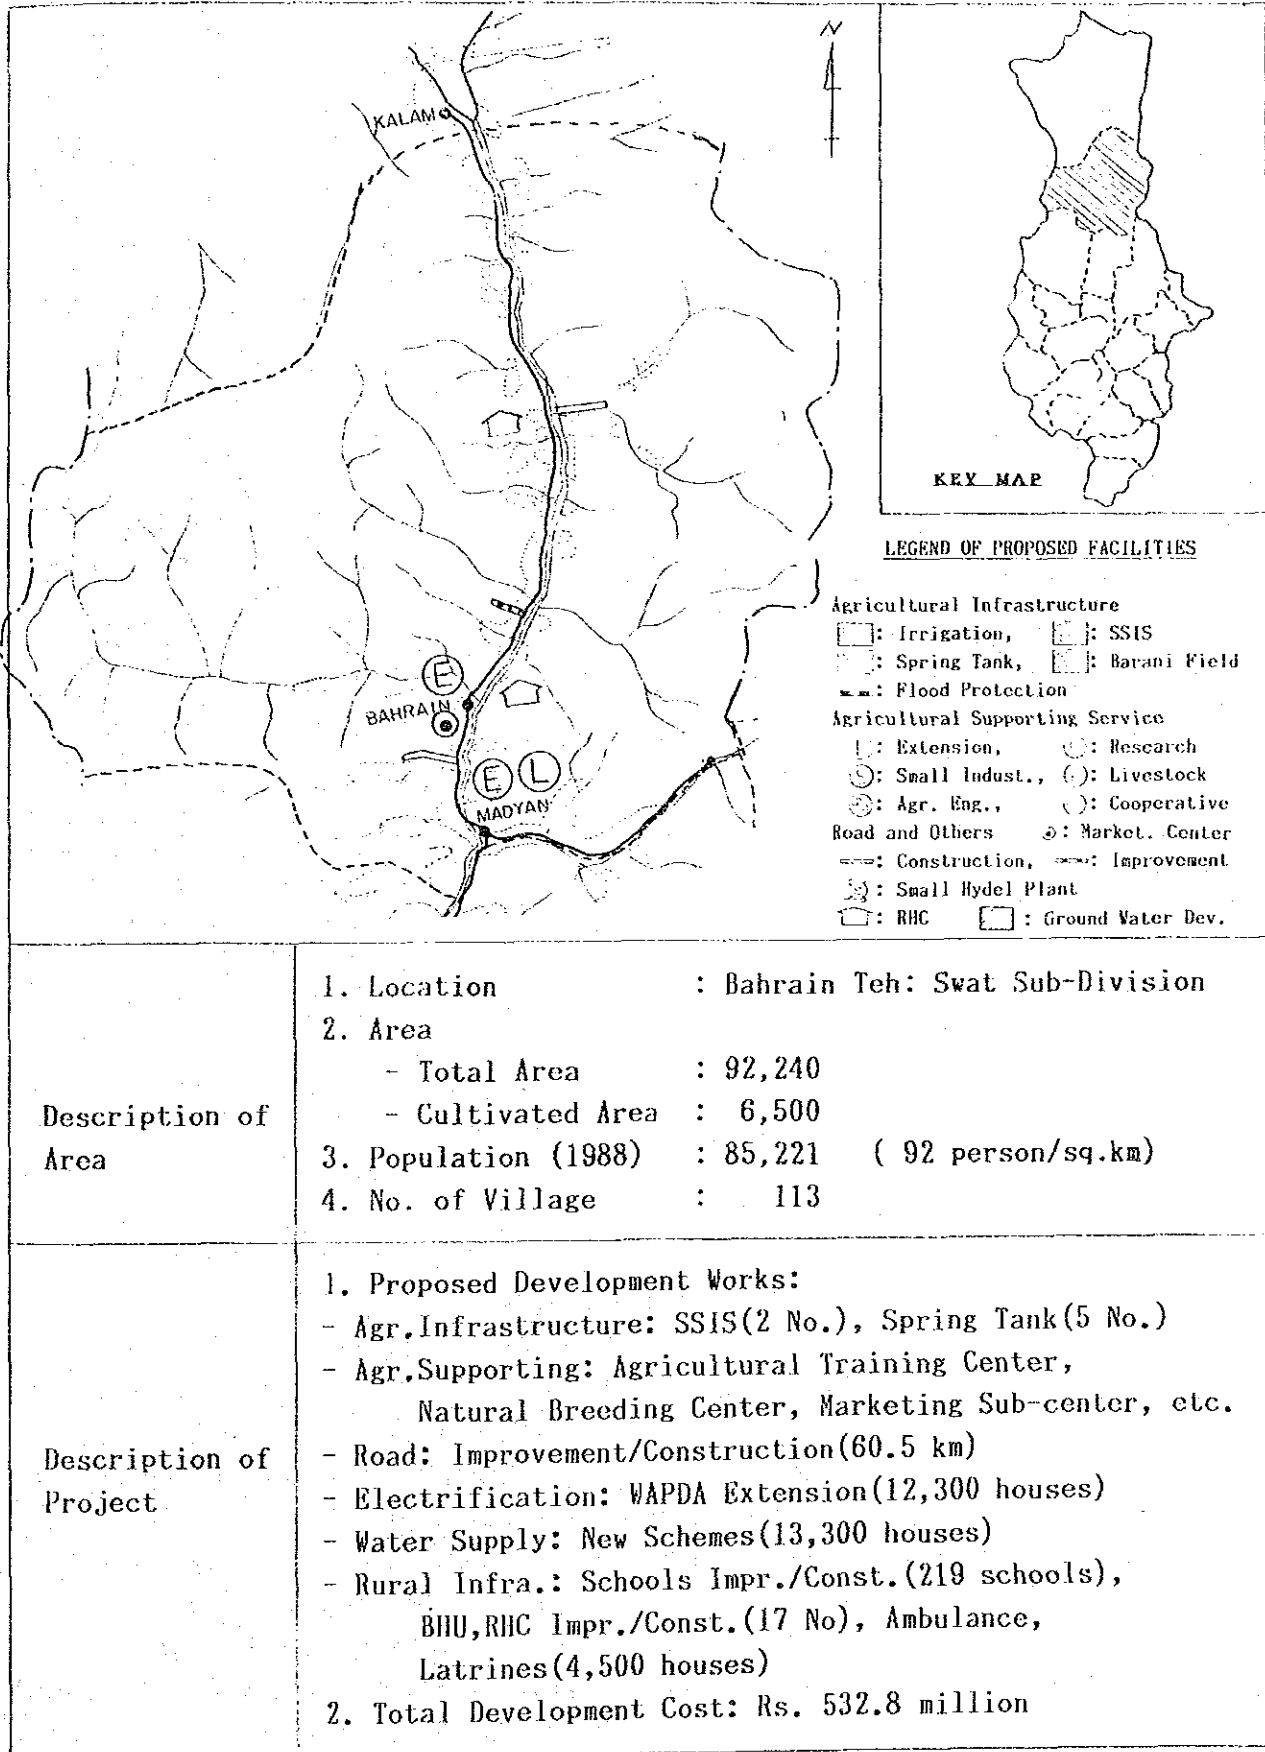 N
KALAM
BAHRAIN
E
E L
MADYAN
KEY MAP
LEGEND OF PROPOSED FACILITIES
Agricultural Infrastructure
: Irrigation, : SSIS
: Spring Tank, : Barani Field
: Flood Protection
Agricultural Supporting Service
: Extension, : Research
: Small Indust., : Livestock
: Agr. Eng., : Cooperative
Road and Others : Market. Center
: Construction, : Improvement
: Small Hydel Plant
: RHC : Ground Water Dev.
Description of
Area
1. Location : Bahrain Teh: Swat Sub-Division
2. Area
- Total Area : 92,240
- Cultivated Area : 6,500
3. Population (1988) : 85,221 ( 92 person/sq.km)
4. No. of Village : 113
Description of
Project
1. Proposed Development Works:
- Agr.Infrastructure: SSIS(2 No.), Spring Tank(5 No.)
- Agr.Supporting: Agricultural Training Center,
Natural Breeding Center, Marketing Sub-center, etc.
- Road: Improvement/Construction(60.5 km)
- Electrification: WAPDA Extension(12,300 houses)
- Water Supply: New Schemes(13,300 houses)
- Rural Infra.: Schools Impr./Const.(219 schools),
BHU,RHC Impr./Const.(17 No), Ambulance,
Latrines(4,500 houses)
2. Total Development Cost: Rs. 532.8 million